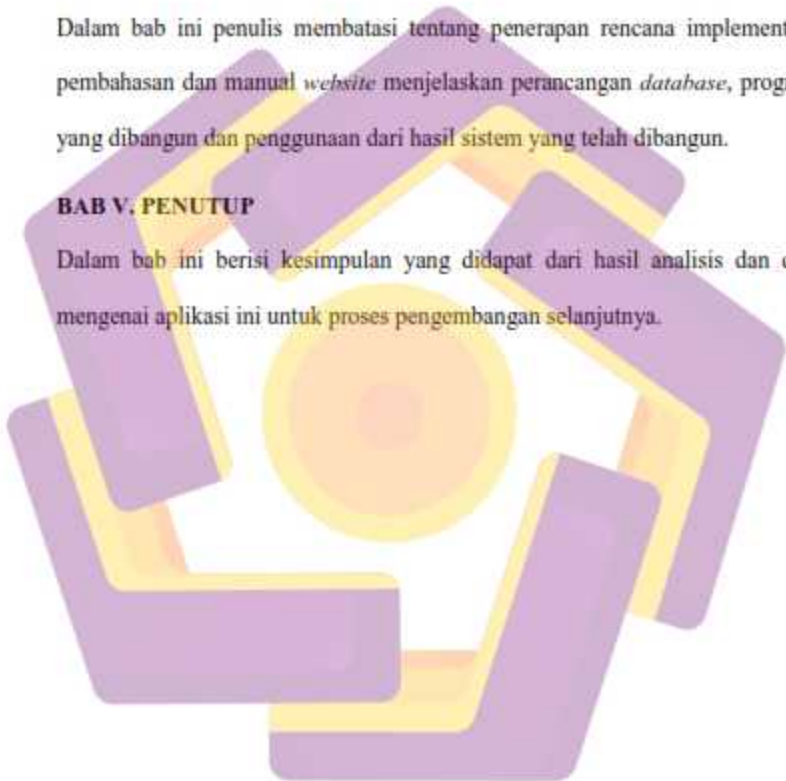 Dalam bab ini penulis membatasi tentang penerapan rencana implement
pembahasan dan manual website menjelaskan perancangan database, progr
yang dibangun dan penggunaan dari hasil sistem yang telah dibangun.
BAB V. PENUTUP
Dalam bab ini berisi kesimpulan yang didapat dari hasil analisis dan
mengenai aplikasi ini untuk proses pengembangan selanjutnya.